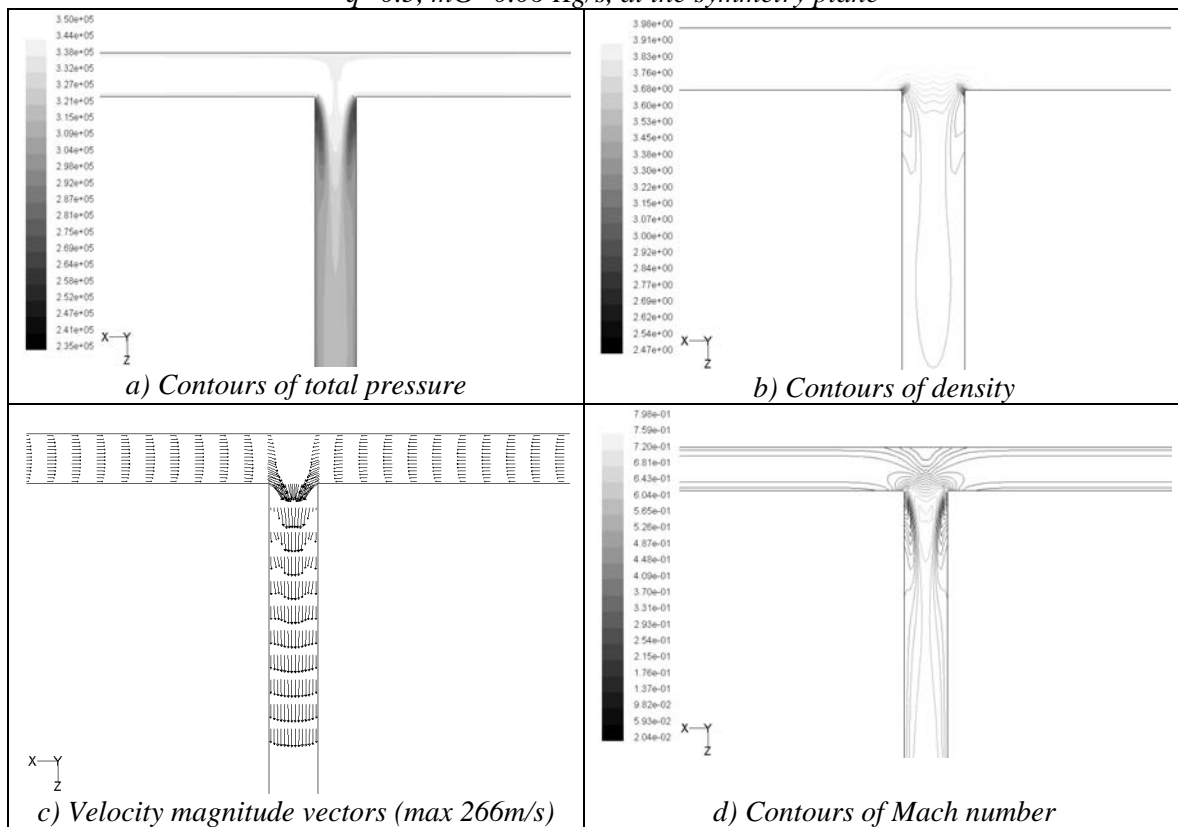 Kg/s, at the symmetry plane
3.50e+05
3.44e+05
3.38e+05
3.32e+05
3.27e+05
3.21e+05
3.15e+05
3.09e+05
3.04e+05
2.98e+05
2.92e+05
2.87e+05
2.81e+05
2.75e+05
2.69e+05
2.64e+05
2.58e+05
2.52e+05
2.47e+05
2.41e+05
2.35e+05
X Y
Z
a) Contours of total pressure
3.98e+00
3.91e+00
3.83e+00
3.76e+00
3.68e+00
3.60e+00
3.53e+00
3.45e+00
3.38e+00
3.30e+00
3.22e+00
3.15e+00
3.07e+00
3.00e+00
2.92e+00
2.84e+00
2.77e+00
2.69e+00
2.62e+00
2.54e+00
2.47e+00
X Y
Z
b) Contours of density
X Y
Z
c) Velocity magnitude vectors (max 266m/s)
7.98e-01
7.59e-01
7.20e-01
6.81e-01
6.43e-01
6.04e-01
5.65e-01
5.26e-01
4.87e-01
4.48e-01
4.09e-01
3.70e-01
3.31e-01
2.93e-01
2.54e-01
2.15e-01
1.76e-01
1.37e-01
9.82e-02
5.93e-02
2.04e-02
X Y
Z
d) Contours of Mach number